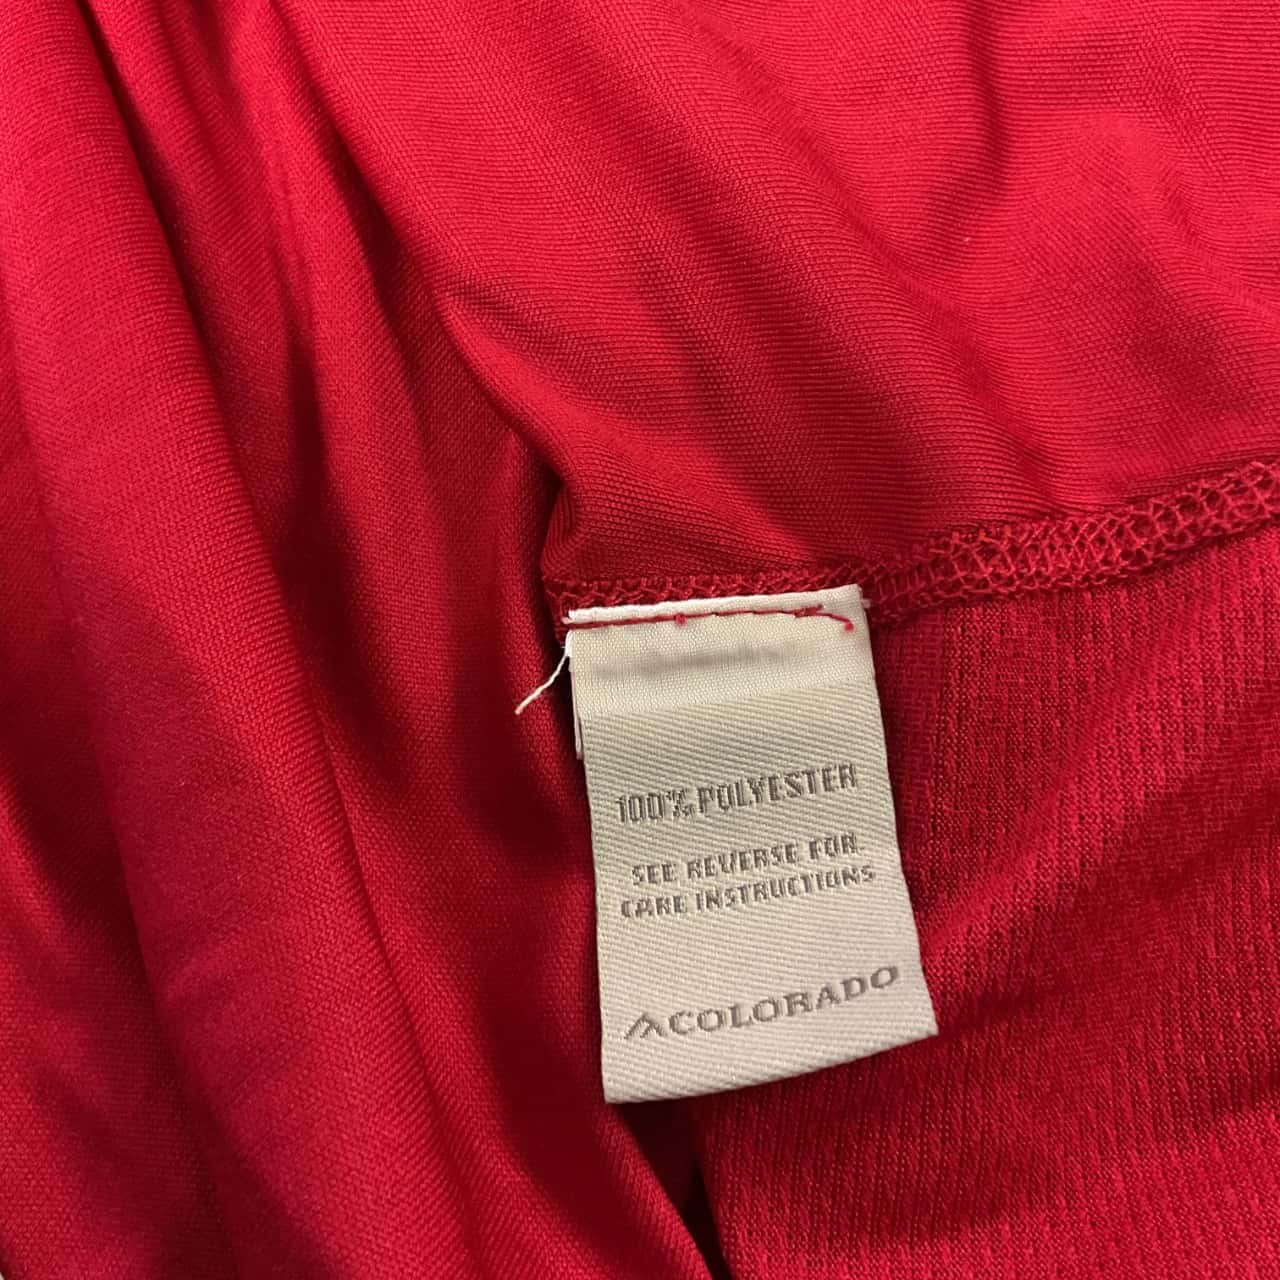 100% POLYESTER
SEE REVERSE FOR
CARE INSTRUCTIONS
COLORADO